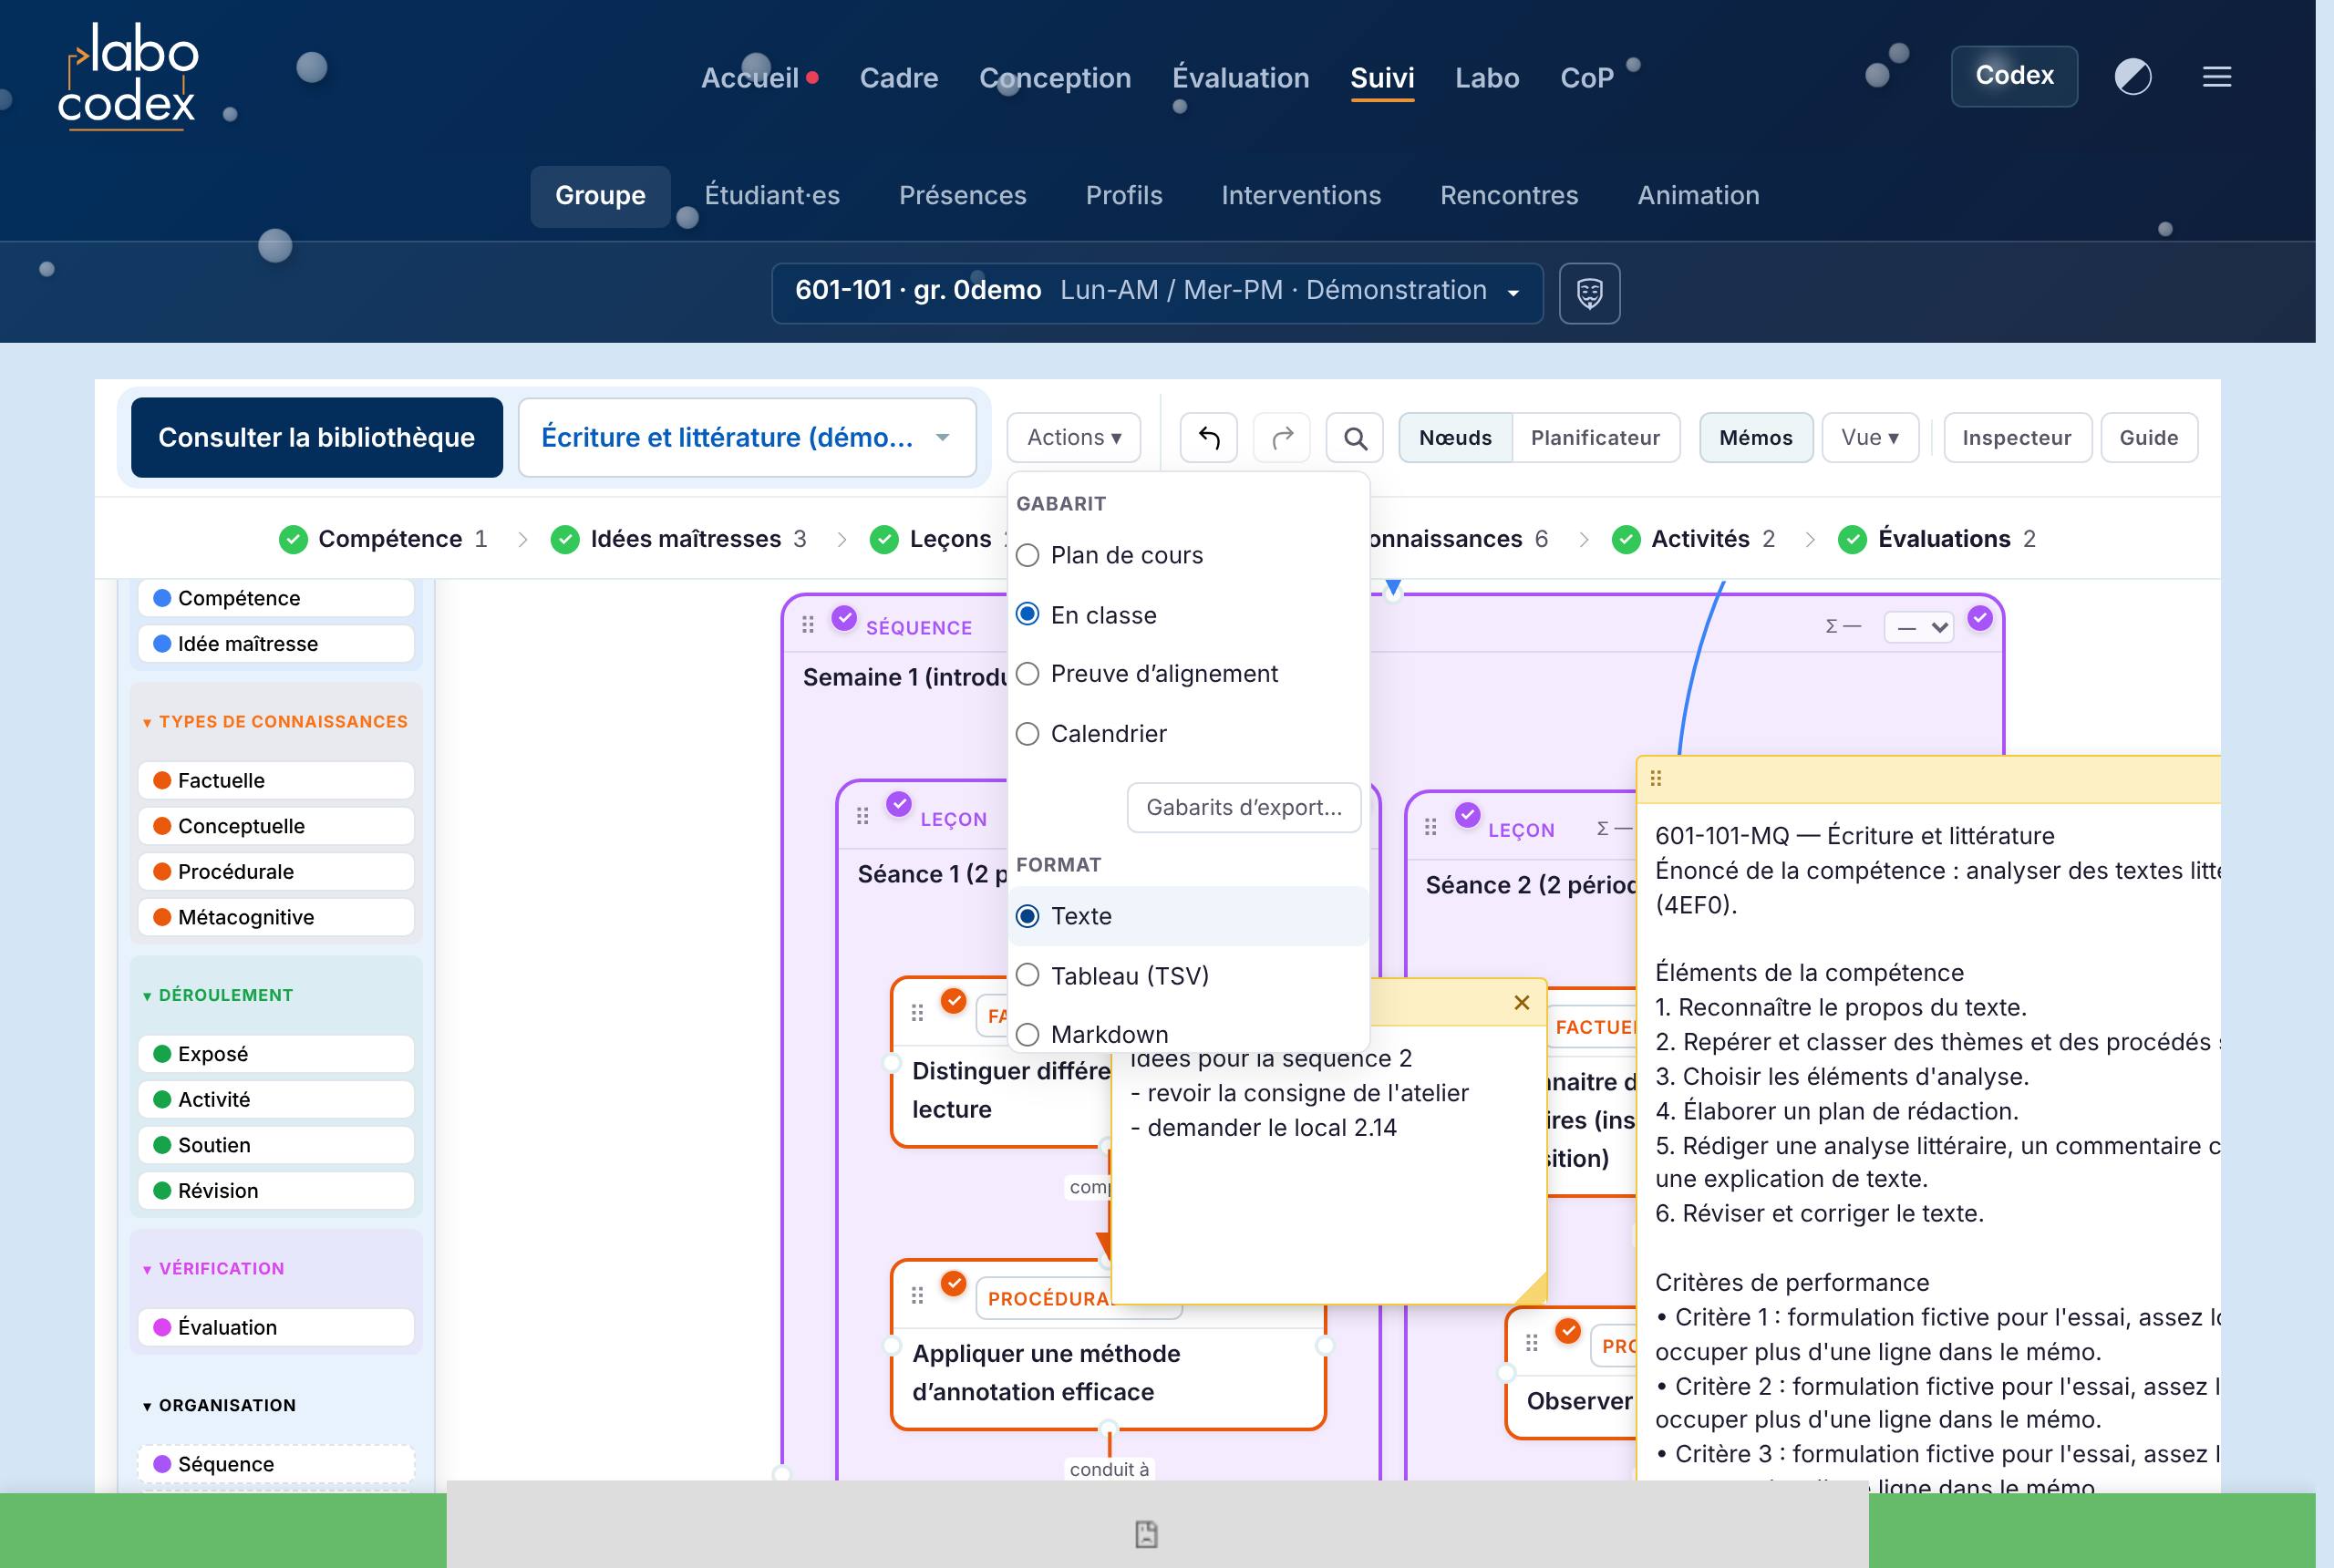 labo
codex
Accueil
Cadre
Conception
Évaluation
Suivi
Labo
CoP
Codex
Groupe
Étudiant·es
Présences
Profils
Interventions
Rencontres
Animation
601-101 · gr. 0demo Lun-AM / Mer-PM · Démonstration
Consulter la bibliothèque
Écriture et littérature (démo...
Actions ▾
Nœuds
Planificateur
Mémos
Vue ▾
Inspecteur
Guide
Compétence 1
Idées maîtresses 3
Leçons
onnaissances 6
Activités 2
Évaluations 2
GABARIT
Plan de cours
En classe
Preuve d’alignement
Calendrier
Gabarits d’export…
FORMAT
Texte
Tableau (TSV)
Markdown
Compétence
Idée maîtresse
▾ TYPES DE CONNAISSANCES
Factuelle
Conceptuelle
Procédurale
Métacognitive
▾ DÉROULEMENT
Exposé
Activité
Soutien
Révision
▾ VÉRIFICATION
Évaluation
▾ ORGANISATION
Séquence
SÉQUENCE
Σ —
—
Semaine 1 (introdu
LEÇON
Séance 1 (2 p
FA
Distinguer différe
lecture
comp
PROCÉDURA
Appliquer une méthode
d’annotation efficace
conduit à
LEÇON
Σ —
Séance 2 (2 périod
FACTUE
nnaitre d
ires (ins
sition)
PRO
Observer
Idées pour la séquence 2
- revoir la consigne de l'atelier
- demander le local 2.14
601-101-MQ — Écriture et littérature
Énoncé de la compétence : analyser des textes litté
(4EF0).
Éléments de la compétence
1. Reconnaître le propos du texte.
2. Repérer et classer des thèmes et des procédés s
3. Choisir les éléments d'analyse.
4. Élaborer un plan de rédaction.
5. Rédiger une analyse littéraire, un commentaire c
une explication de texte.
6. Réviser et corriger le texte.
Critères de performance
• Critère 1 : formulation fictive pour l'essai, assez lo
occuper plus d'une ligne dans le mémo.
• Critère 2 : formulation fictive pour l'essai, assez l
occuper plus d'une ligne dans le mémo.
• Critère 3 : formulation fictive pour l'essai, assez l
ligne dans le mémo